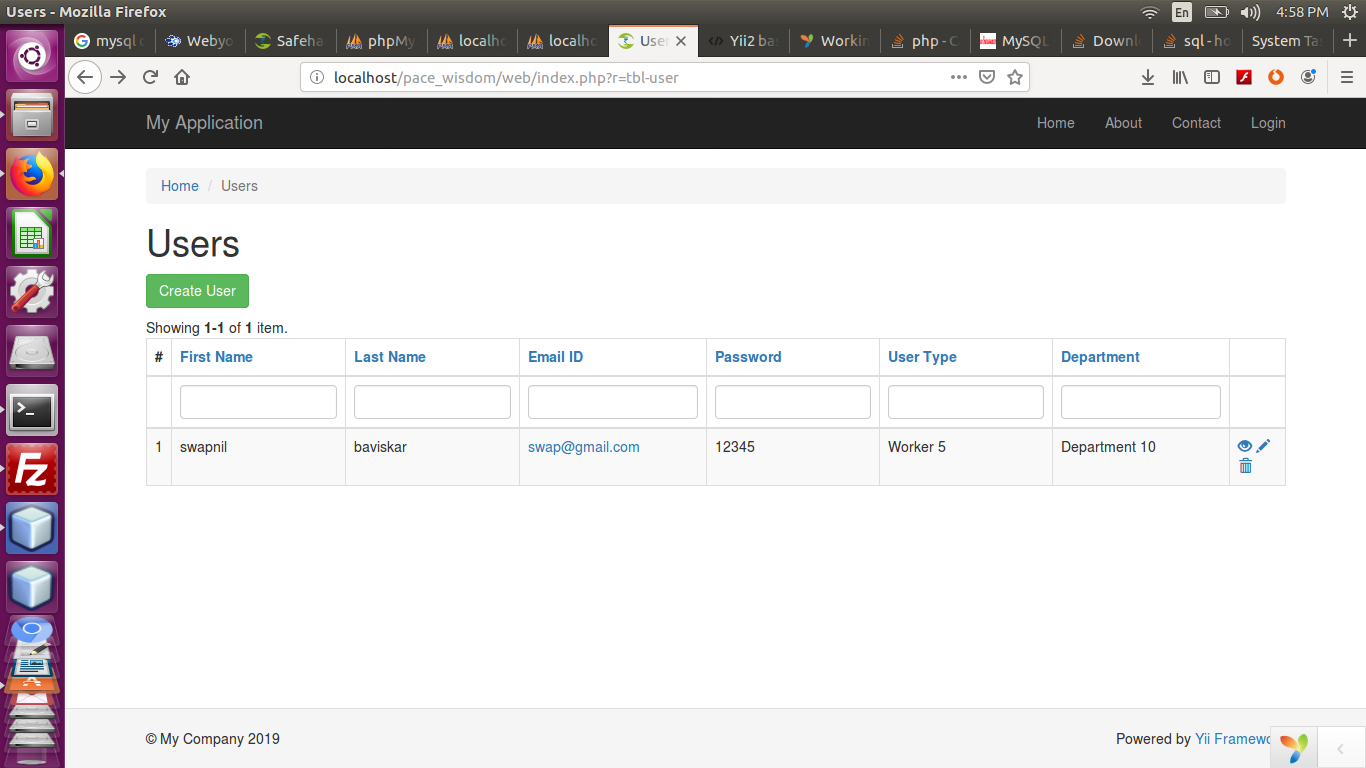 Users - Mozilla Firefox
En
4:58 PM
mysql
Webyo
Safeha
phpMy
localho
localho
User
Yii2 ba
Workin
php - C
MySQL
Downl
sql - ho
System Ta
localhost/pace_wisdom/web/index.php?r=tbl-user
My Application
Home
About
Contact
Login
Home / Users
Users
Create User
Showing 1-1 of 1 item.
# First Name Last Name Email ID Password User Type Department
1 swapnil baviskar swap@gmail.com 12345 Worker 5 Department 10
© My Company 2019
Powered by Yii Framewo